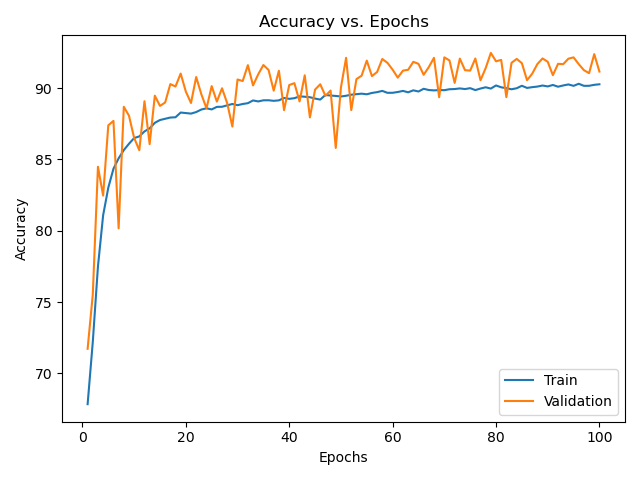 Accuracy vs. Epochs
90
85
80
75
70
Accuracy
0 20 40 60 80 100
Epochs
Train
Validation